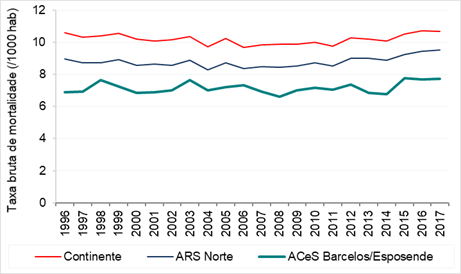 Taxa bruta de mortalidade (/1000 hab)
12
10
8
6
4
2
0
1996 1997 1998 1999 2000 2001 2002 2003 2004 2005 2006 2007 2008 2009 2010 2011 2012 2013 2014 2015 2016 2017
Continente ARS Norte ACeS Barcelos/Esposende